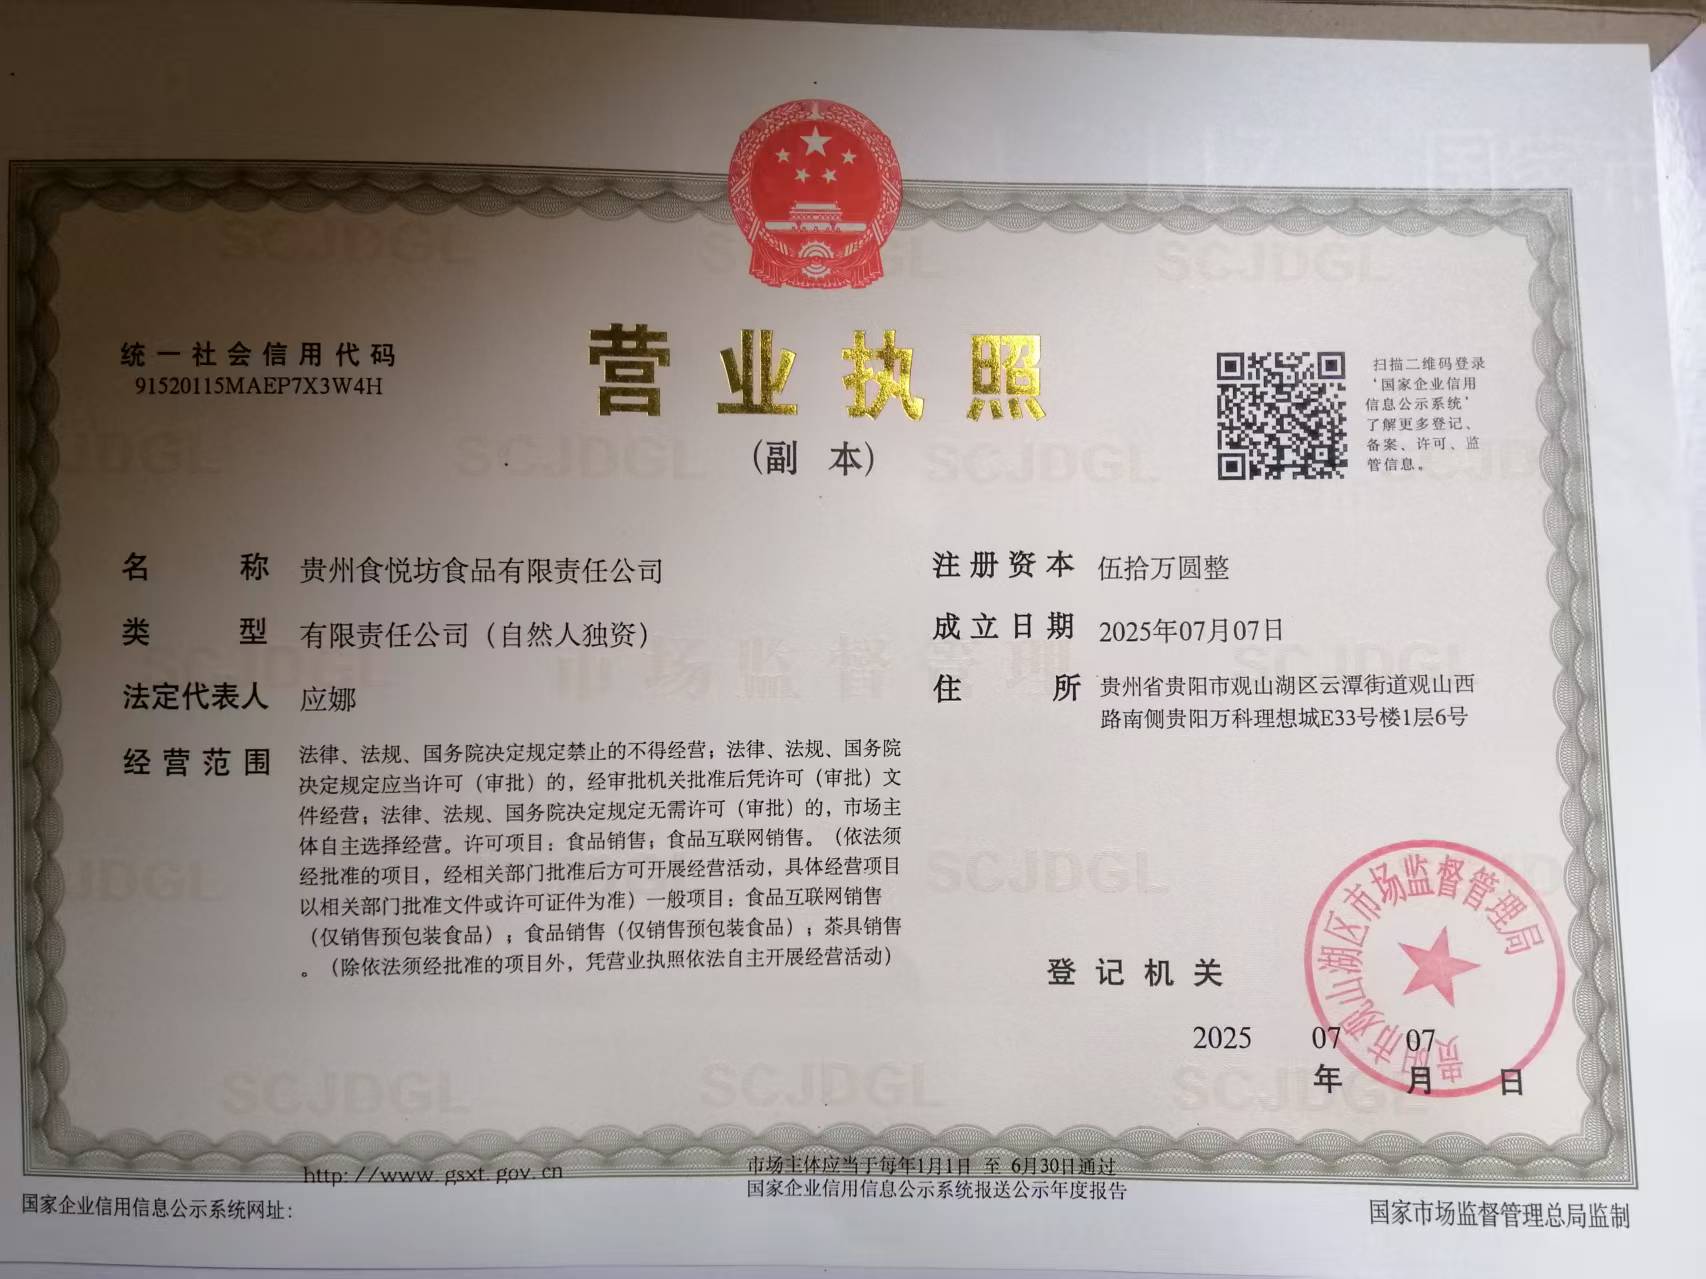 统一社会信用代码
91520115MAEP7X3W4H
营业执照
(副 本)
扫描二维码登录
‘国家企业信用
信息公示系统’
了解更多登记、
备案、许可、监
管信息。
名 称 贵州食悦坊食品有限责任公司
类 型 有限责任公司（自然人独资）
法定代表人 应娜
经营范围 法律、法规、国务院决定规定禁止的不得经营；法律、法规、国务院
决定规定应当许可（审批）的，经审批机关批准后凭许可（审批）文
件经营；法律、法规、国务院决定规定无需许可（审批）的，市场主
体自主选择经营。许可项目：食品销售；食品互联网销售。（依法须
经批准的项目，经相关部门批准后方可开展经营活动，具体经营项目
以相关部门批准文件或许可证件为准）一般项目：食品互联网销售
（仅销售预包装食品）；食品销售（仅销售预包装食品）；茶具销售
。（除依法须经批准的项目外，凭营业执照依法自主开展经营活动）
注册资本 伍拾万圆整
成立日期 2025年07月07日
住 所 贵州省贵阳市观山湖区云潭街道观山西
路南侧贵阳万科理想城E33号楼1层6号
登记机关
贵阳市观山湖区市场监督管理局
2025 07 07
年 月 日
http://www.gsxt.gov.cn
国家企业信用信息公示系统网址：
市场主体应当于每年1月1日 至 6月30日通过
国家企业信用信息公示系统报送公示年度报告
国家市场监督管理总局监制
SCJDGL
市场监督管理